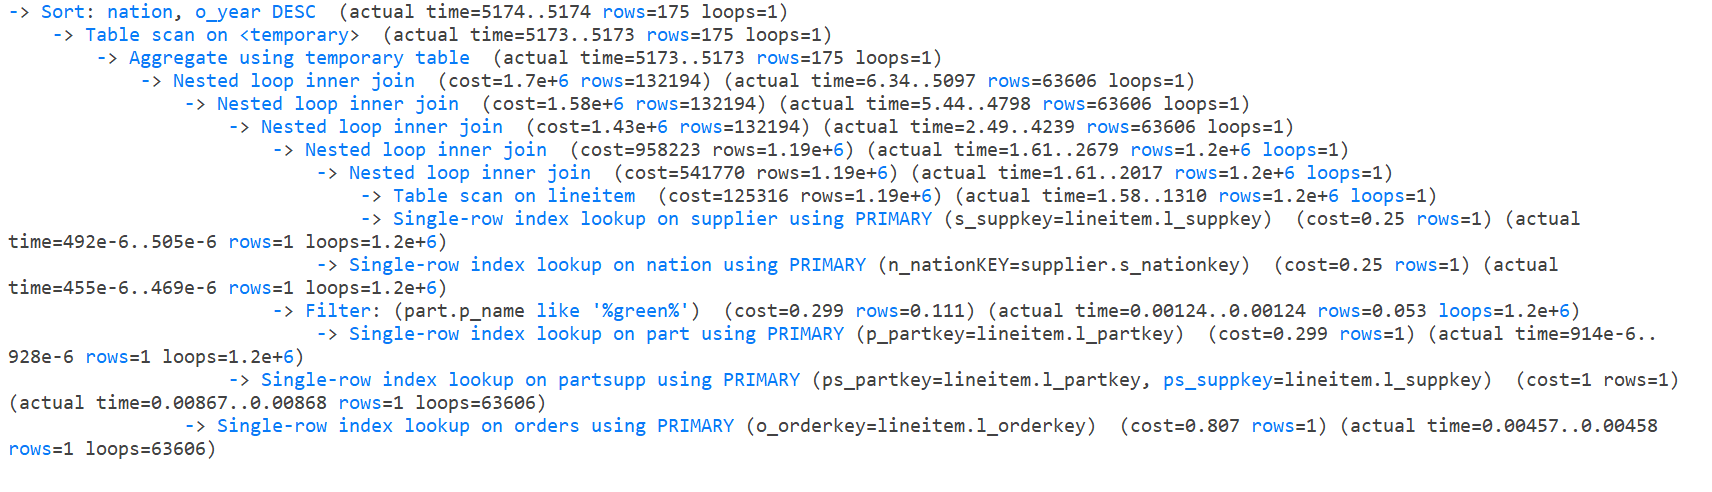 -> Sort: nation, o_year DESC  (actual time=5174..5174 rows=175 loops=1)
    -> Table scan on <temporary>  (actual time=5173..5173 rows=175 loops=1)
        -> Aggregate using temporary table  (actual time=5173..5173 rows=175 loops=1)
            -> Nested loop inner join  (cost=1.7e+6 rows=132194) (actual time=6.34..5097 rows=63606 loops=1)
                -> Nested loop inner join  (cost=1.58e+6 rows=132194) (actual time=5.44..4798 rows=63606 loops=1)
                    -> Nested loop inner join  (cost=1.43e+6 rows=132194) (actual time=2.49..4239 rows=63606 loops=1)
                        -> Nested loop inner join  (cost=958223 rows=1.19e+6) (actual time=1.61..2679 rows=1.2e+6 loops=1)
                            -> Nested loop inner join  (cost=541770 rows=1.19e+6) (actual time=1.61..2017 rows=1.2e+6 loops=1)
                                -> Table scan on lineitem  (cost=125316 rows=1.19e+6) (actual time=1.58..1310 rows=1.2e+6 loops=1)
                                -> Single-row index lookup on supplier using PRIMARY (s_suppkey=lineitem.l_suppkey)  (cost=0.25 rows=1) (actual
time=492e-6..505e-6 rows=1 loops=1.2e+6)
                            -> Single-row index lookup on nation using PRIMARY (n_nationKEY=supplier.s_nationkey)  (cost=0.25 rows=1) (actual
time=455e-6..469e-6 rows=1 loops=1.2e+6)
                        -> Filter: (part.p_name like '%green%')  (cost=0.299 rows=0.111) (actual time=0.00124..0.00124 rows=0.053 loops=1.2e+6)
                            -> Single-row index lookup on part using PRIMARY (p_partkey=lineitem.l_partkey)  (cost=0.299 rows=1) (actual time=914e-6..
928e-6 rows=1 loops=1.2e+6)
                    -> Single-row index lookup on partsupp using PRIMARY (ps_partkey=lineitem.l_partkey, ps_suppkey=lineitem.l_suppkey)  (cost=1 rows=1)
(actual time=0.00867..0.00868 rows=1 loops=63606)
                -> Single-row index lookup on orders using PRIMARY (o_orderkey=lineitem.l_orderkey)  (cost=0.807 rows=1) (actual time=0.00457..0.00458
rows=1 loops=63606)